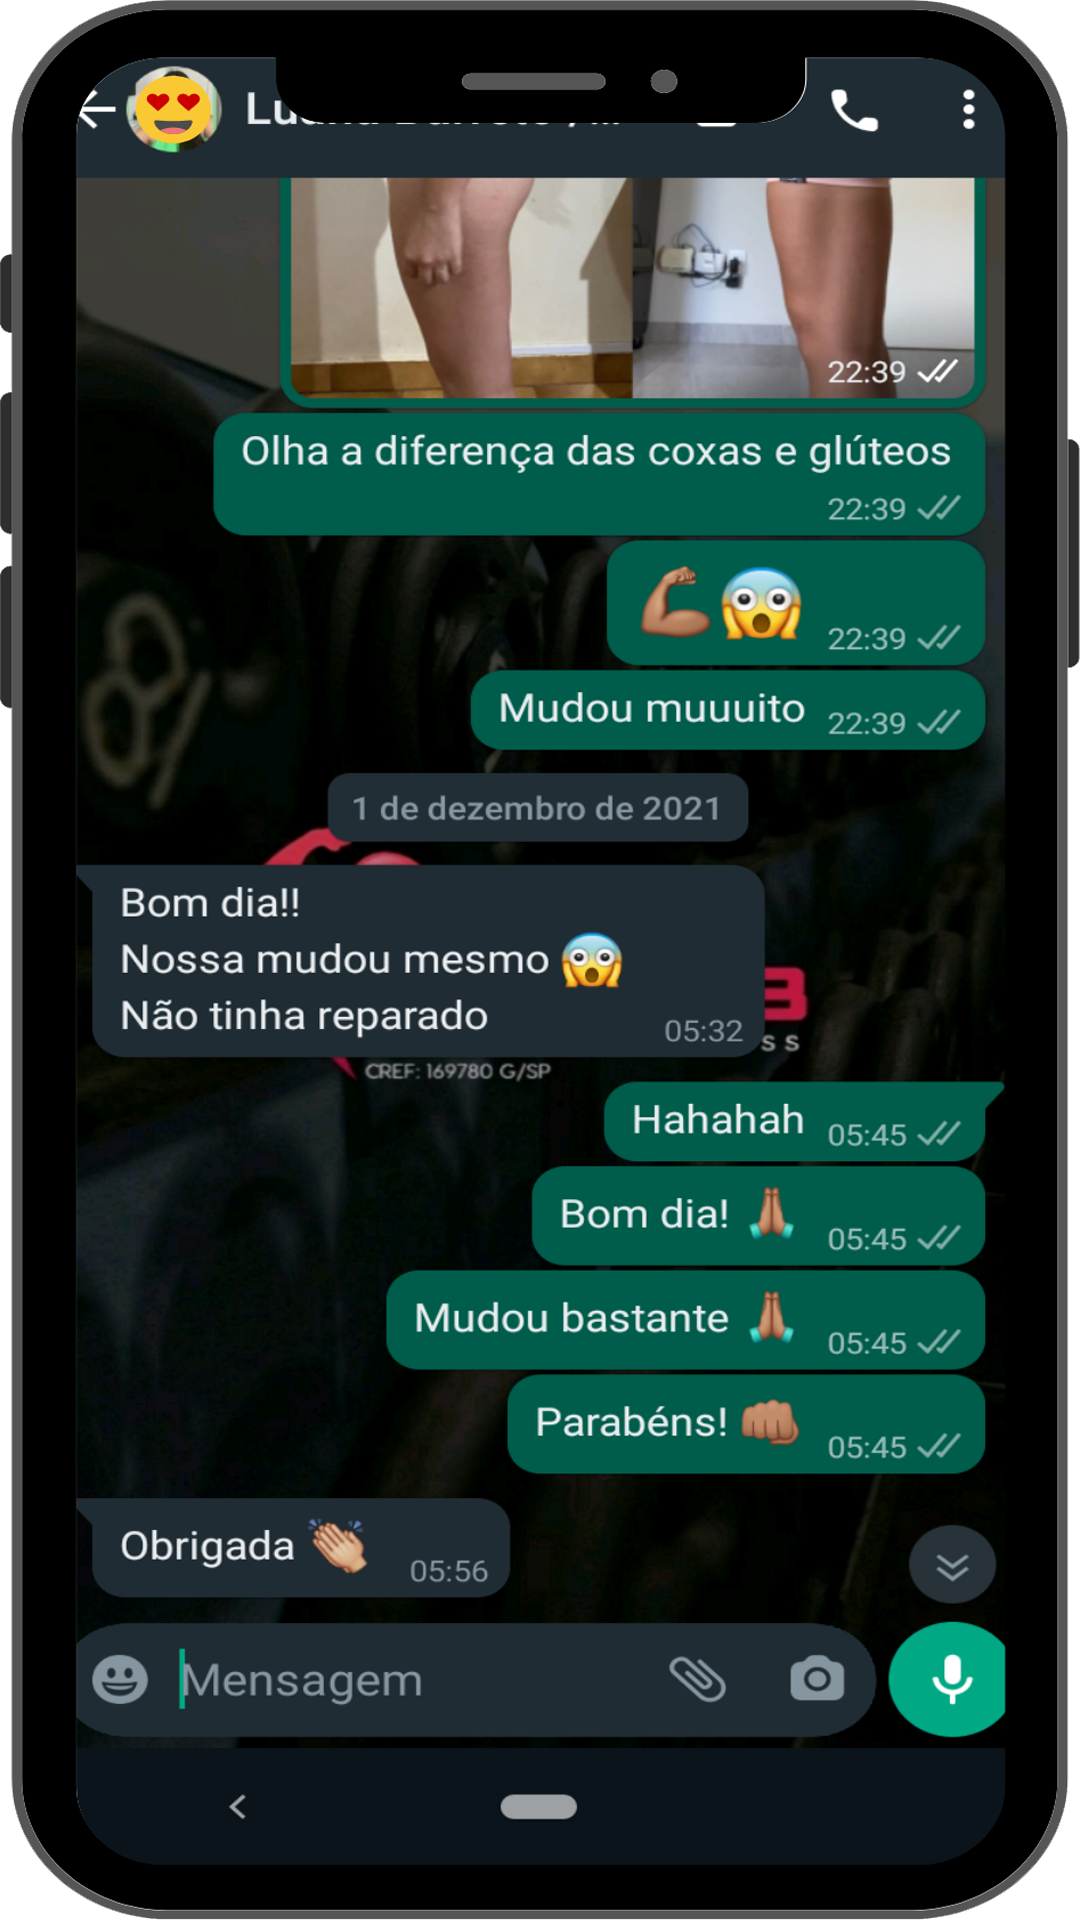 22:39
Olha a diferença das coxas e glúteos
22:39
22:39
Mudou muuuito 22:39
1 de dezembro de 2021
Bom dia!!
Nossa mudou mesmo
Não tinha reparado
05:32
B
SS
CREF: 169780 G/SP
Hahahah 05:45
Bom dia! 05:45
Mudou bastante 05:45
Parabéns! 05:45
Obrigada 05:56
Mensagem